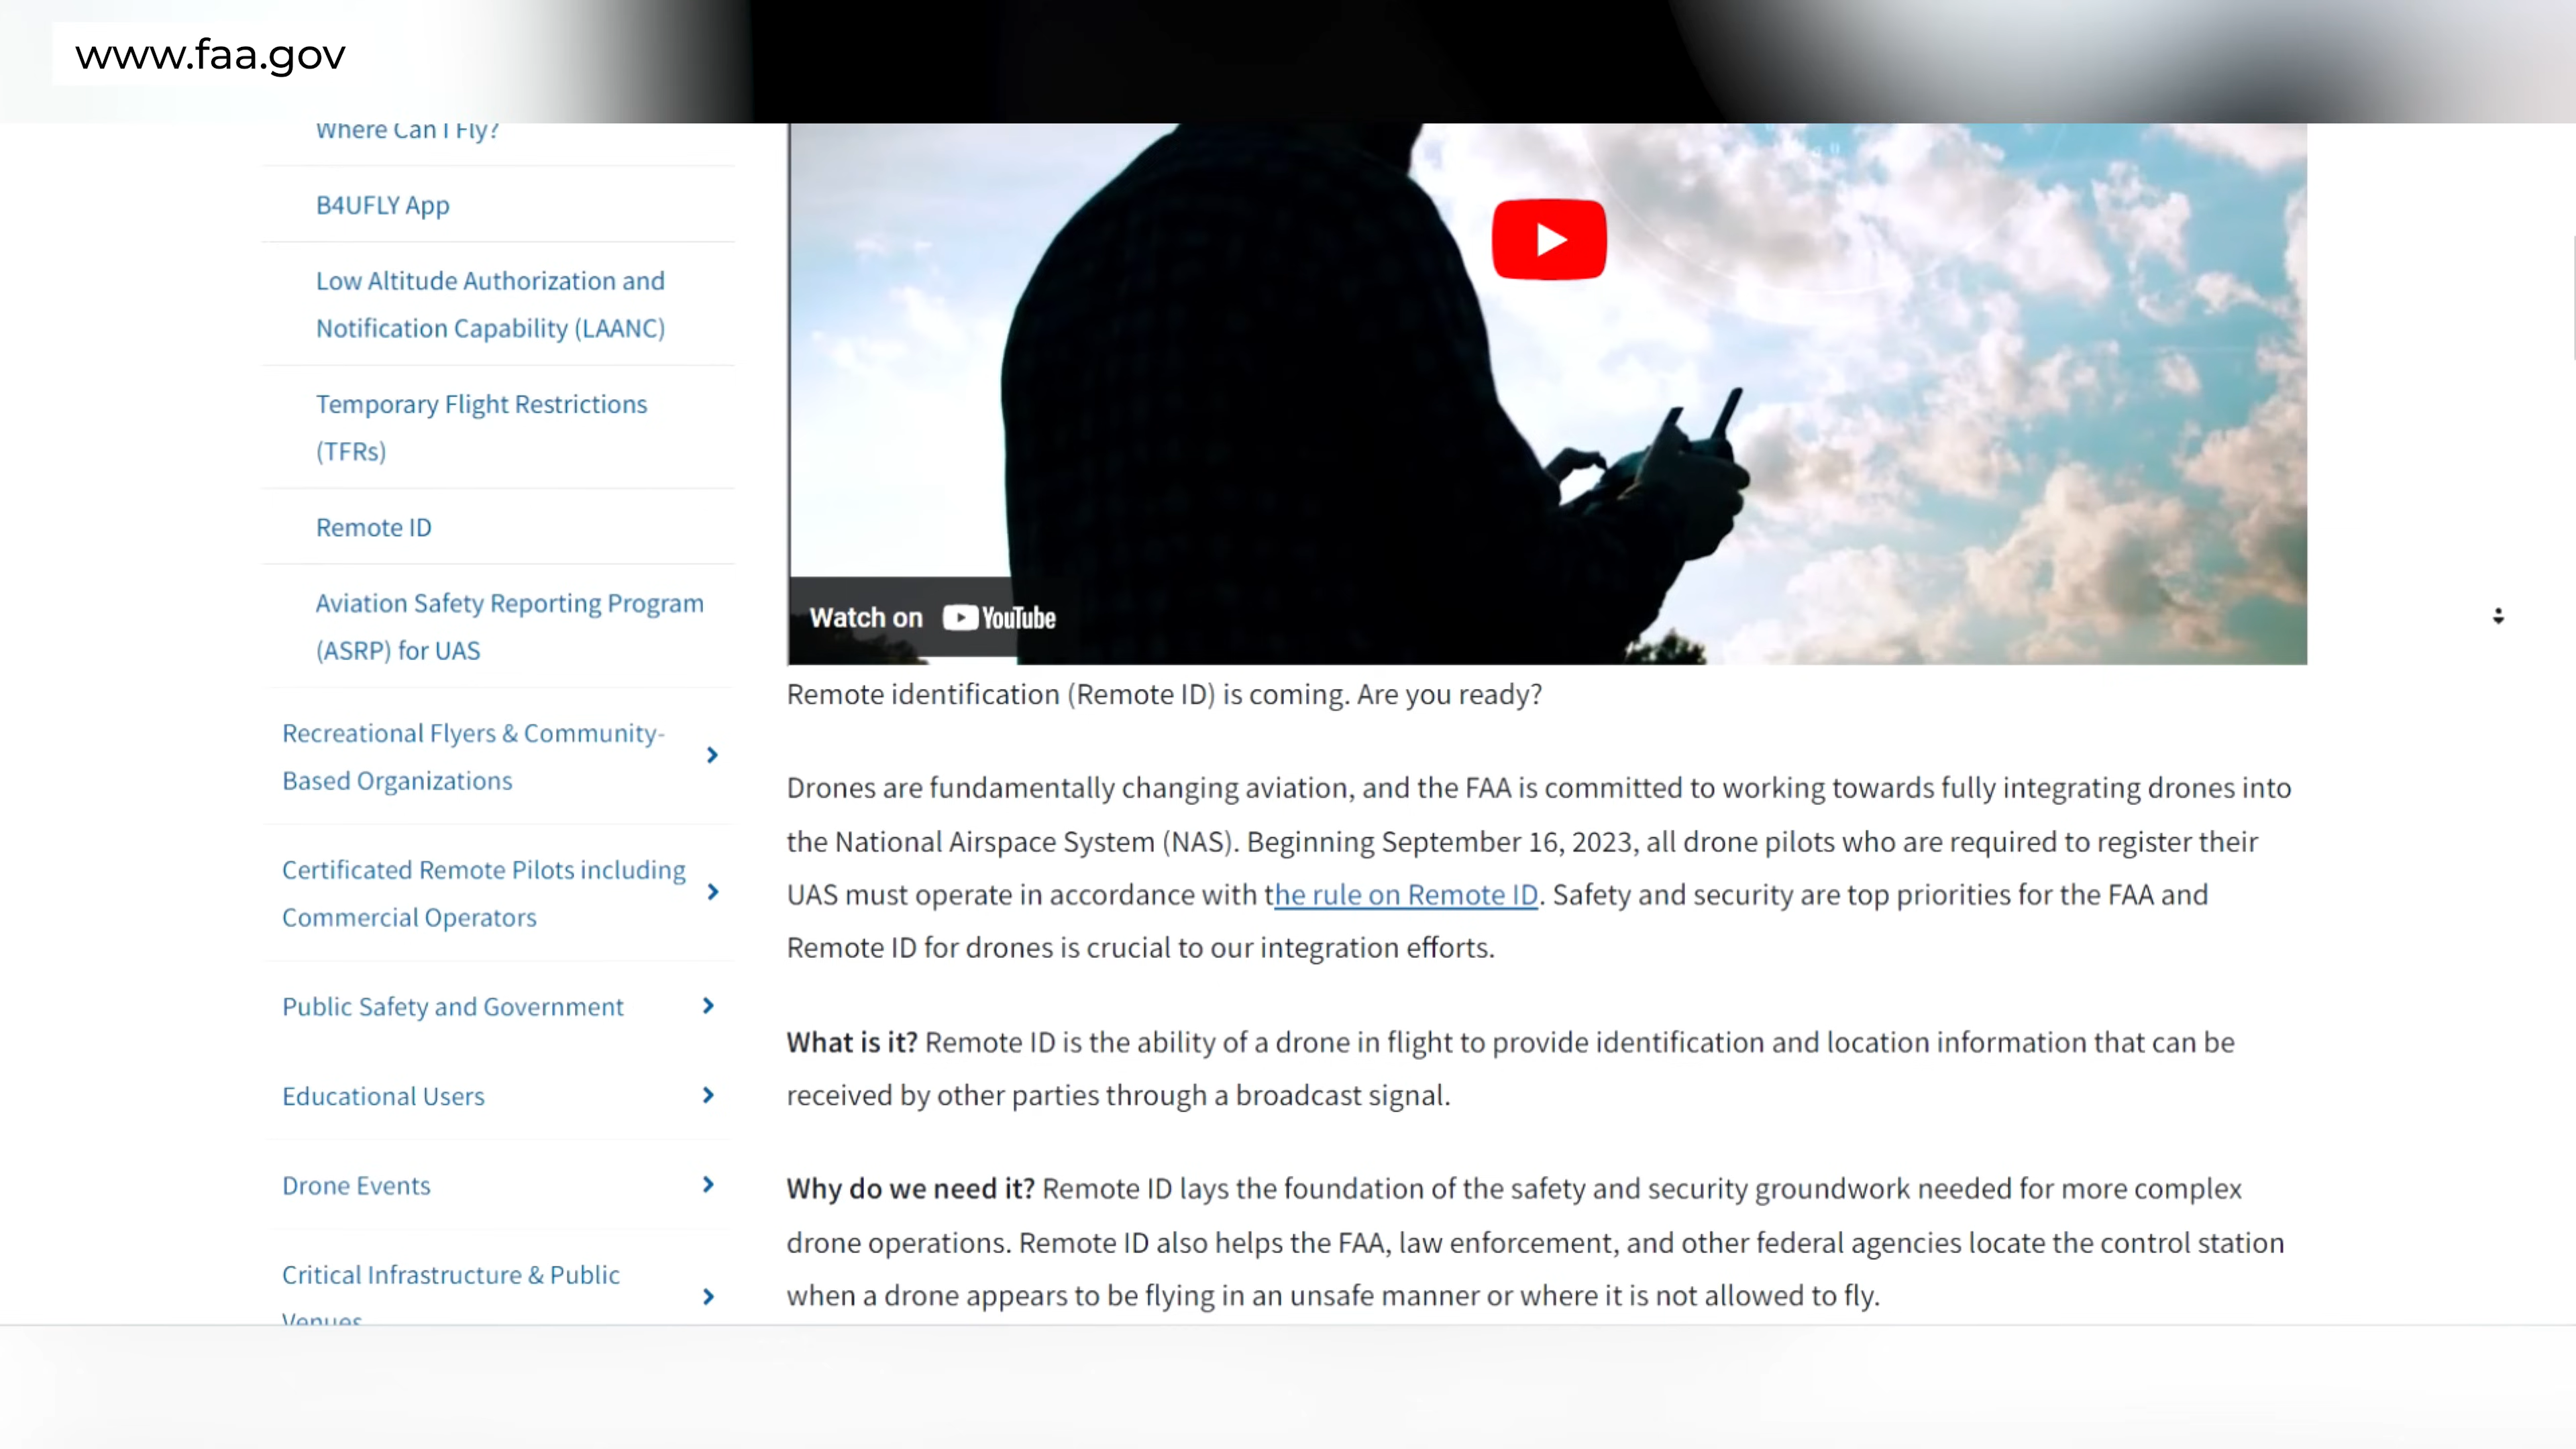 www.faa.gov
Where Can I Fly?
B4UFLY App
Low Altitude Authorization and
Notification Capability (LAANC)
Temporary Flight Restrictions
(TFRs)
Remote ID
Aviation Safety Reporting Program
(ASRP) for UAS
Recreational Flyers & Community-
Based Organizations
Certificated Remote Pilots including
Commercial Operators
Public Safety and Government
Educational Users
Drone Events
Critical Infrastructure & Public
Venues
Watch on YouTube
Remote identification (Remote ID) is coming. Are you ready?
Drones are fundamentally changing aviation, and the FAA is committed to working towards fully integrating drones into
the National Airspace System (NAS). Beginning September 16, 2023, all drone pilots who are required to register their
UAS must operate in accordance with the rule on Remote ID. Safety and security are top priorities for the FAA and
Remote ID for drones is crucial to our integration efforts.
What is it? Remote ID is the ability of a drone in flight to provide identification and location information that can be
received by other parties through a broadcast signal.
Why do we need it? Remote ID lays the foundation of the safety and security groundwork needed for more complex
drone operations. Remote ID also helps the FAA, law enforcement, and other federal agencies locate the control station
when a drone appears to be flying in an unsafe manner or where it is not allowed to fly.